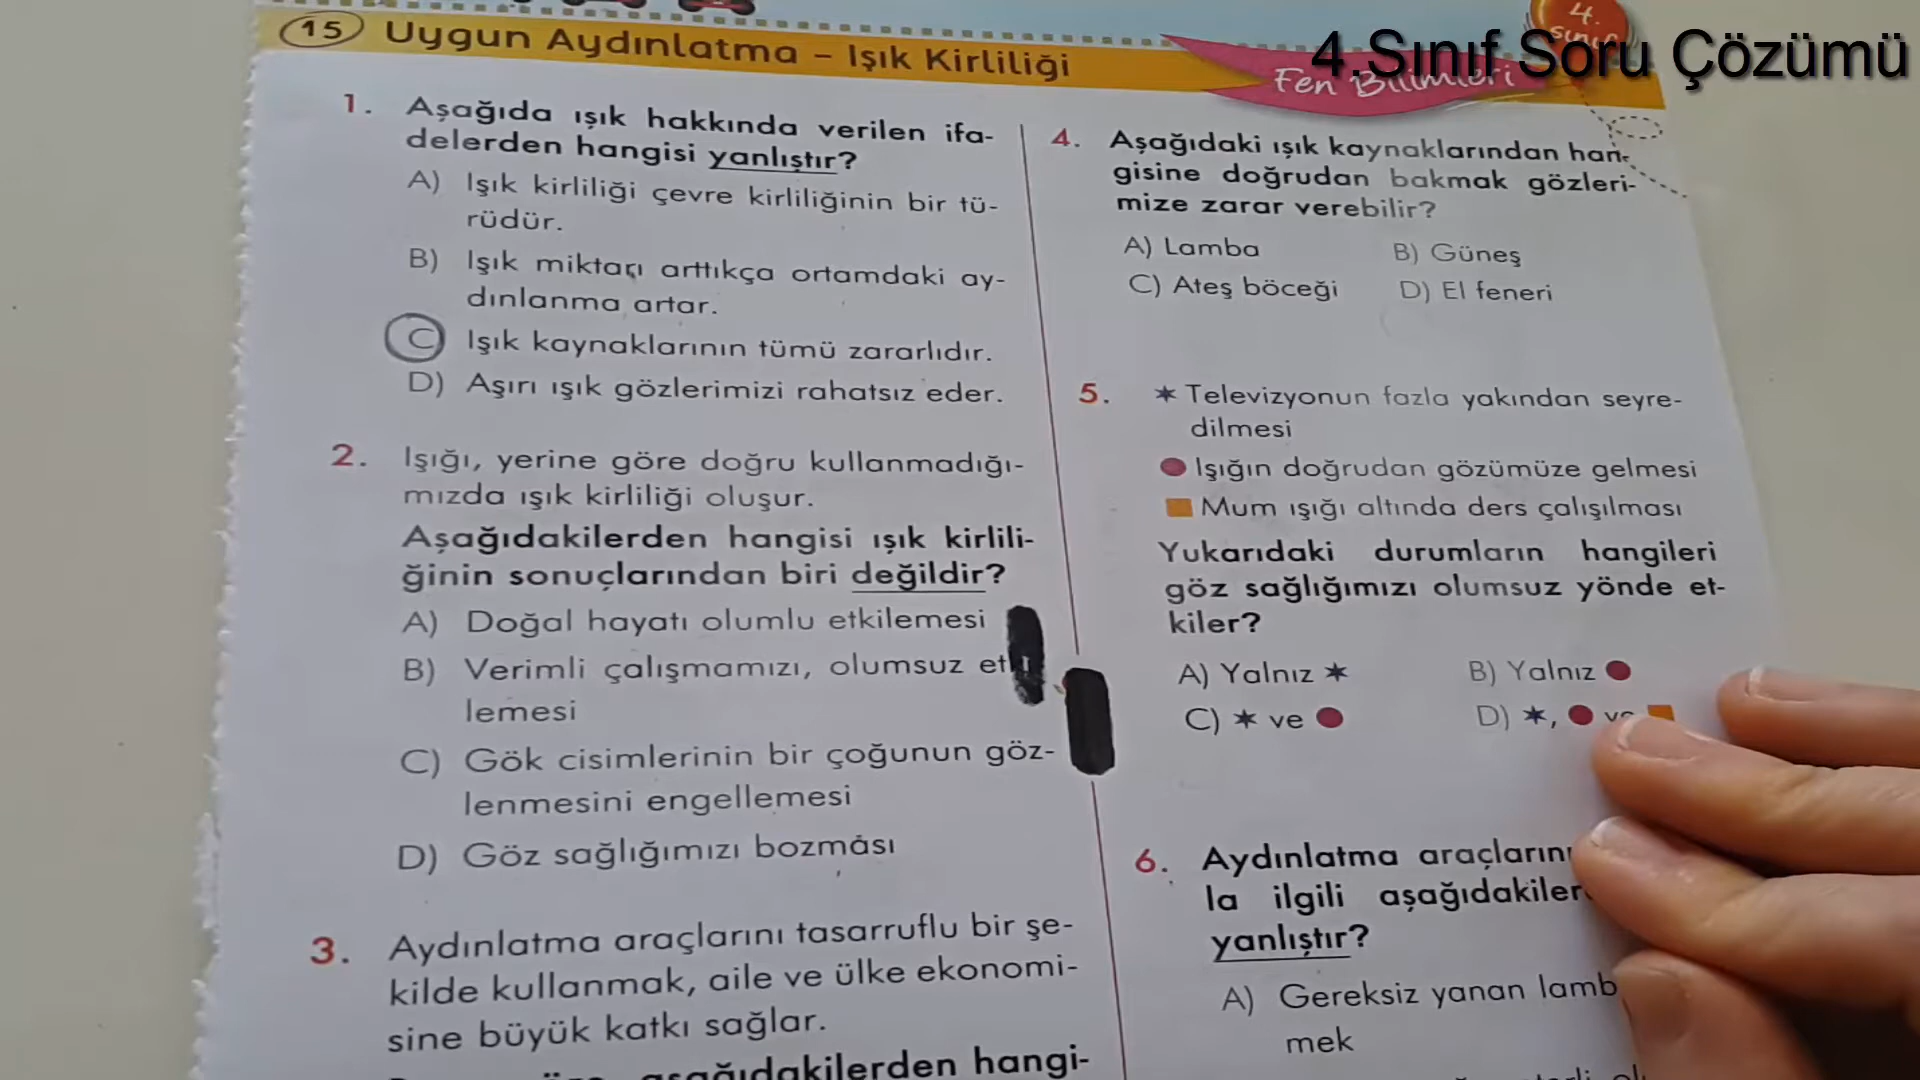 15 Uygun Aydınlatma – Işık Kirliliği
4. sınıf
4.Sınıf Soru Çözümü
Fen Bilimleri
1. Aşağıda ışık hakkında verilen ifa-
delerden hangisi yanlıştır?
A) Işık kirliliği çevre kirliliğinin bir tü-
rüdür.
B) Işık miktarı arttıkça ortamdaki ay-
dınlanma artar.
C Işık kaynaklarının tümü zararlıdır.
D) Aşırı ışık gözlerimizi rahatsız eder.
2. Işığı, yerine göre doğru kullanmadığı-
mızda ışık kirliliği oluşur.
Aşağıdakilerden hangisi ışık kirlili-
ğinin sonuçlarından biri değildir?
A) Doğal hayatı olumlu etkilemesi
B) Verimli çalışmamızı, olumsuz
lemesi
C) Gök cisimlerinin bir çoğunun göz-
lenmesini engellemesi
D) Göz sağlığımızı bozması
3. Aydınlatma araçlarını tasarruflu bir şe-
kilde kullanmak, aile ve ülke ekonomi-
sine büyük katkı sağlar.
aşağıdakilerden hangi-
4. Aşağıdaki ışık kaynaklarından han-
gisine doğrudan bakmak gözleri-
mize zarar verebilir?
A) Lamba B) Güneş
C) Ateş böceği D) El feneri
5. ★ Televizyonun fazla yakından seyre-
dilmesi
● Işığın doğrudan gözümüze gelmesi
■ Mum ışığı altında ders çalışılması
Yukarıdaki durumların hangileri
göz sağlığımızı olumsuz yönde et-
kiler?
A) Yalnız ★ B) Yalnız ●
C) ★ ve ● D) ★, ● ve ■
6. Aydınlatma
la ilgili
yanlıştır?
A) Gereksiz yanan
mek